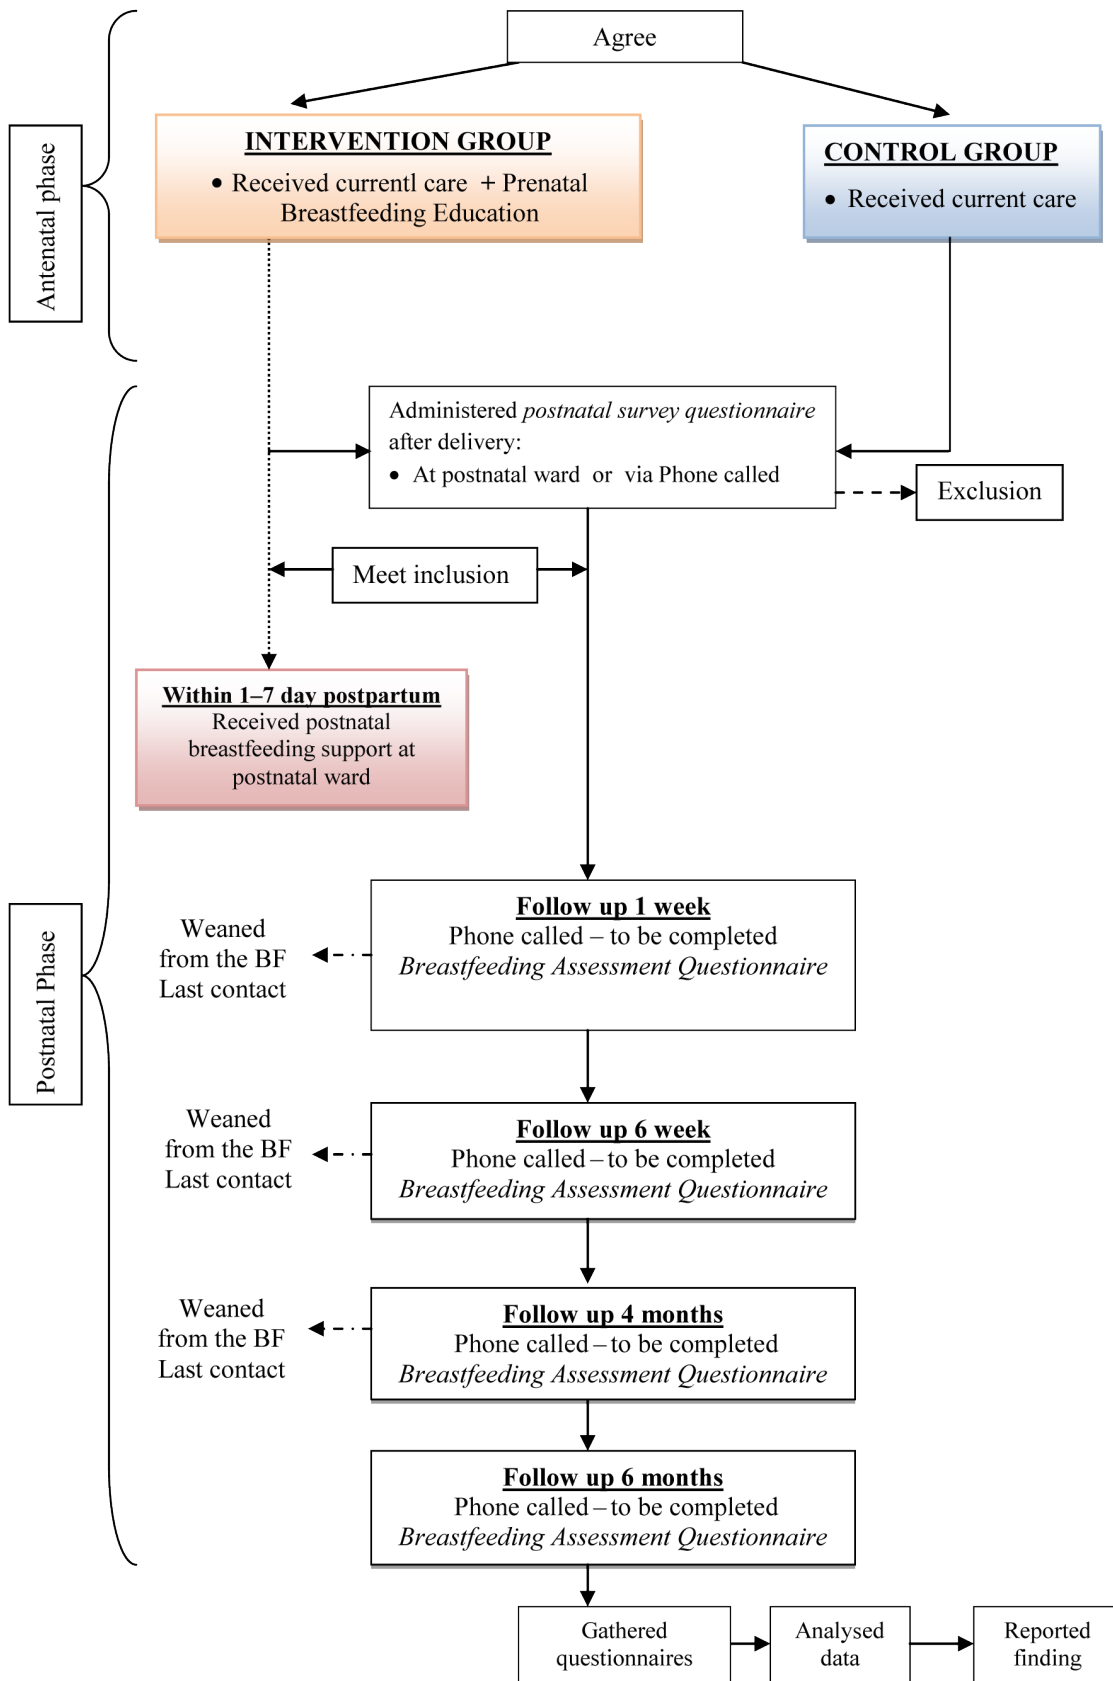 Agree
Antenatal phase
INTERVENTION GROUP
• Received currentl care + Prenatal
Breastfeeding Education
CONTROL GROUP
• Received current care
Administered postnatal survey questionnaire
after delivery:
• At postnatal ward or via Phone called
Exclusion
Meet inclusion
Within 1–7 day postpartum
Received postnatal
breastfeeding support at
postnatal ward
Postnatal Phase
Follow up 1 week
Phone called – to be completed
Breastfeeding Assessment Questionnaire
Weaned
from the BF
Last contact
Follow up 6 week
Phone called – to be completed
Breastfeeding Assessment Questionnaire
Weaned
from the BF
Last contact
Follow up 4 months
Phone called – to be completed
Breastfeeding Assessment Questionnaire
Weaned
from the BF
Last contact
Follow up 6 months
Phone called – to be completed
Breastfeeding Assessment Questionnaire
Gathered
questionnaires
Analysed
data
Reported
finding